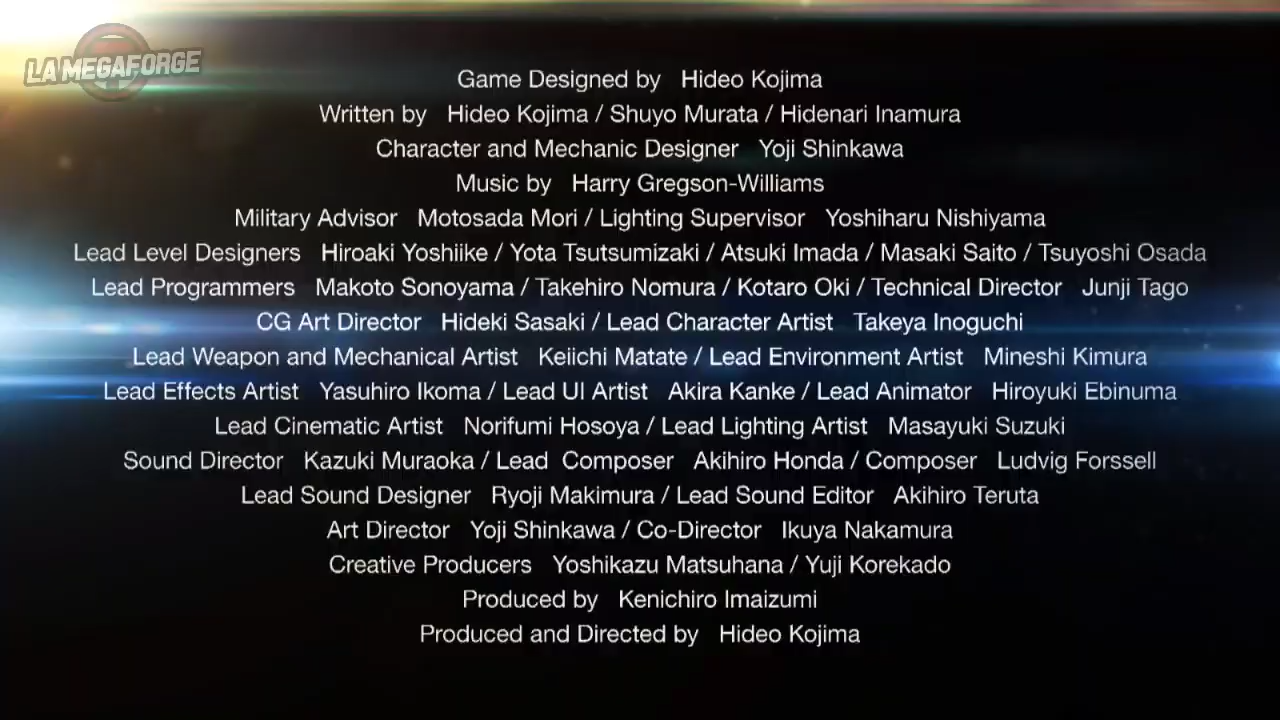 LA MEGAFORGE
Game Designed by Hideo Kojima
Written by Hideo Kojima / Shuyo Murata / Hidenari Inamura
Character and Mechanic Designer Yoji Shinkawa
Music by Harry Gregson-Williams
Military Advisor Motosada Mori / Lighting Supervisor Yoshiharu Nishiyama
Lead Level Designers Hiroaki Yoshiike / Yota Tsutsumizaki / Atsuki Imada / Masaki Saito / Tsuyoshi Osada
Lead Programmers Makoto Sonoyama / Takehiro Nomura / Kotaro Oki / Technical Director Junji Tago
CG Art Director Hideki Sasaki / Lead Character Artist Takeya Inoguchi
Lead Weapon and Mechanical Artist Keiichi Matate / Lead Environment Artist Mineshi Kimura
Lead Effects Artist Yasuhiro Ikoma / Lead UI Artist Akira Kanke / Lead Animator Hiroyuki Ebinuma
Lead Cinematic Artist Norifumi Hosoya / Lead Lighting Artist Masayuki Suzuki
Sound Director Kazuki Muraoka / Lead Composer Akihiro Honda / Composer Ludvig Forssell
Lead Sound Designer Ryoji Makimura / Lead Sound Editor Akihiro Teruta
Art Director Yoji Shinkawa / Co-Director Ikuya Nakamura
Creative Producers Yoshikazu Matsuhana / Yuji Korekado
Produced by Kenichiro Imaizumi
Produced and Directed by Hideo Kojima